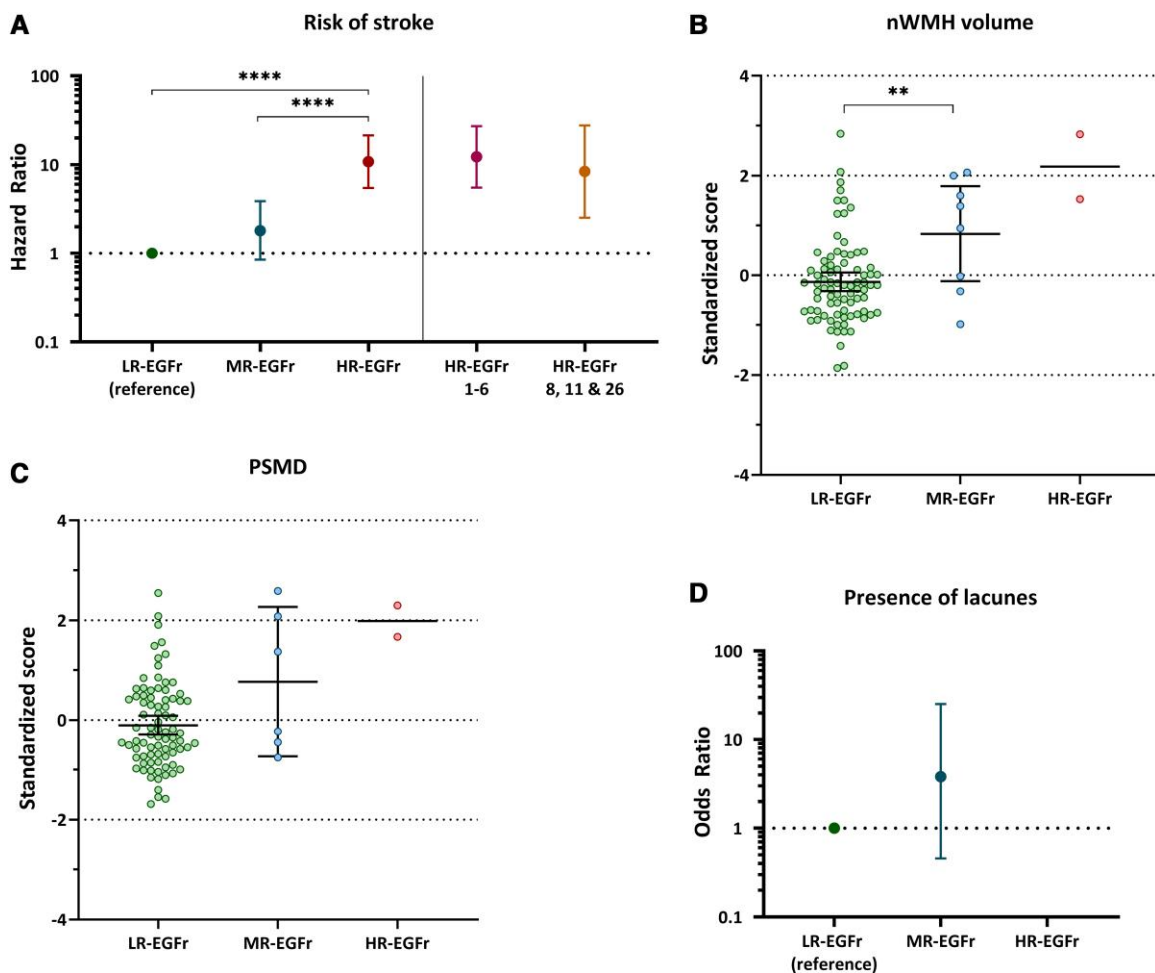 A
Risk of stroke
Hazard Ratio
100
10
1
0.1
****
****
LR-EGFr
(reference)
MR-EGFr
HR-EGFr
HR-EGFr
1-6
HR-EGFr
8, 11 & 26
B
nWMH volume
Standardized score
4
2
0
-2
-4
**
LR-EGFr
MR-EGFr
HR-EGFr
C
PSMD
Standardized score
4
2
0
-2
-4
LR-EGFr
MR-EGFr
HR-EGFr
D
Presence of lacunes
Odds Ratio
100
10
1
0.1
LR-EGFr
(reference)
MR-EGFr
HR-EGFr